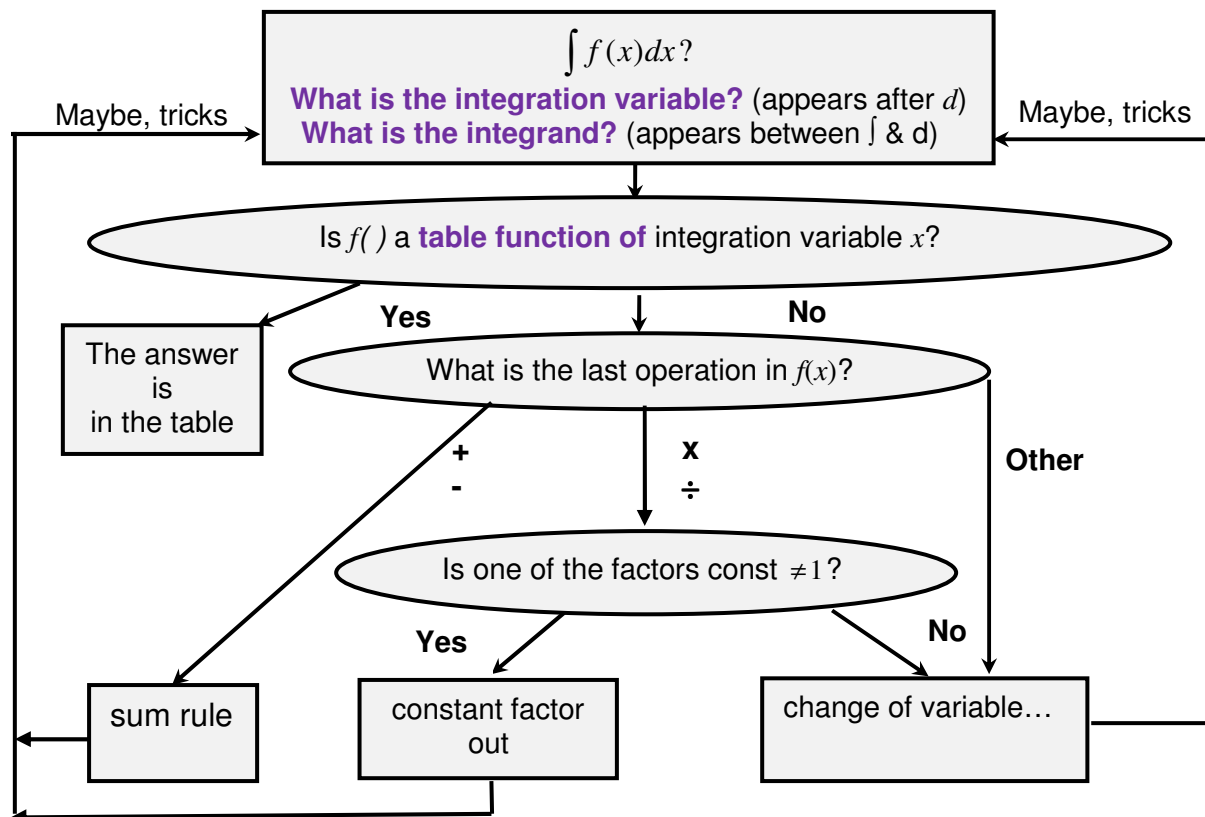 ∫ f(x)dx?
What is the integration variable? (appears after d)
What is the integrand? (appears between ∫ & d)
Maybe, tricks
Maybe, tricks
Is f( ) a table function of integration variable x?
Yes
No
The answer
is
in the table
What is the last operation in f(x)?
+
-
x
÷
Other
Is one of the factors const ≠1?
Yes
No
sum rule
constant factor
out
change of variable…